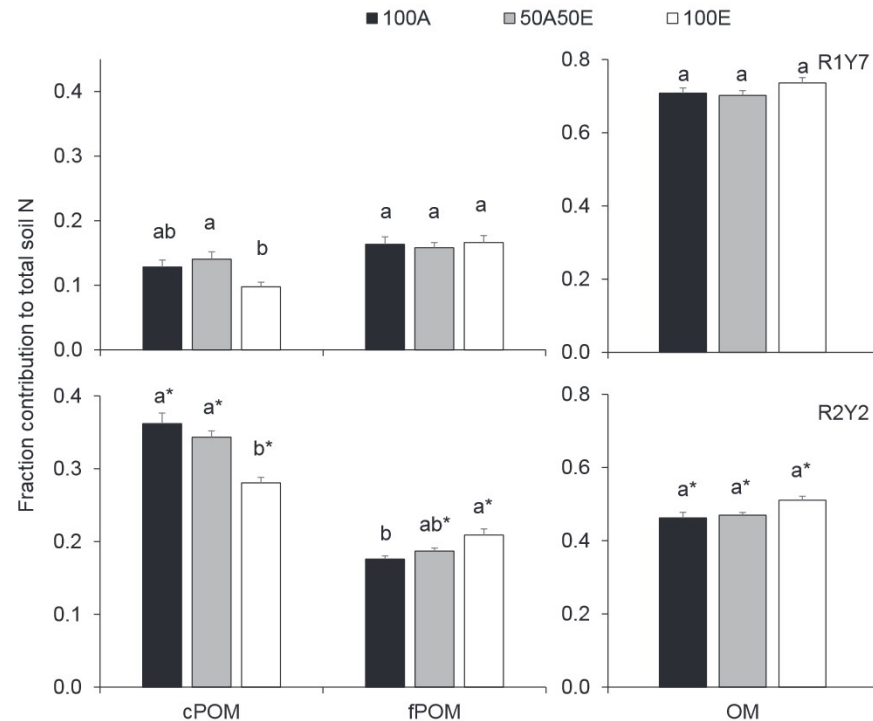 100A 50A50E 100E
Fraction contribution to total soil N
0.4
0.3
0.2
0.1
0.0
ab a b
a a a
0.8
0.6
0.4
0.2
0.0
a a a
R1Y7
0.4
0.3
0.2
0.1
0.0
a* a* b*
b ab* a*
cPOM fPOM
0.8
0.6
0.4
0.2
0.0
a* a* a*
R2Y2
OM